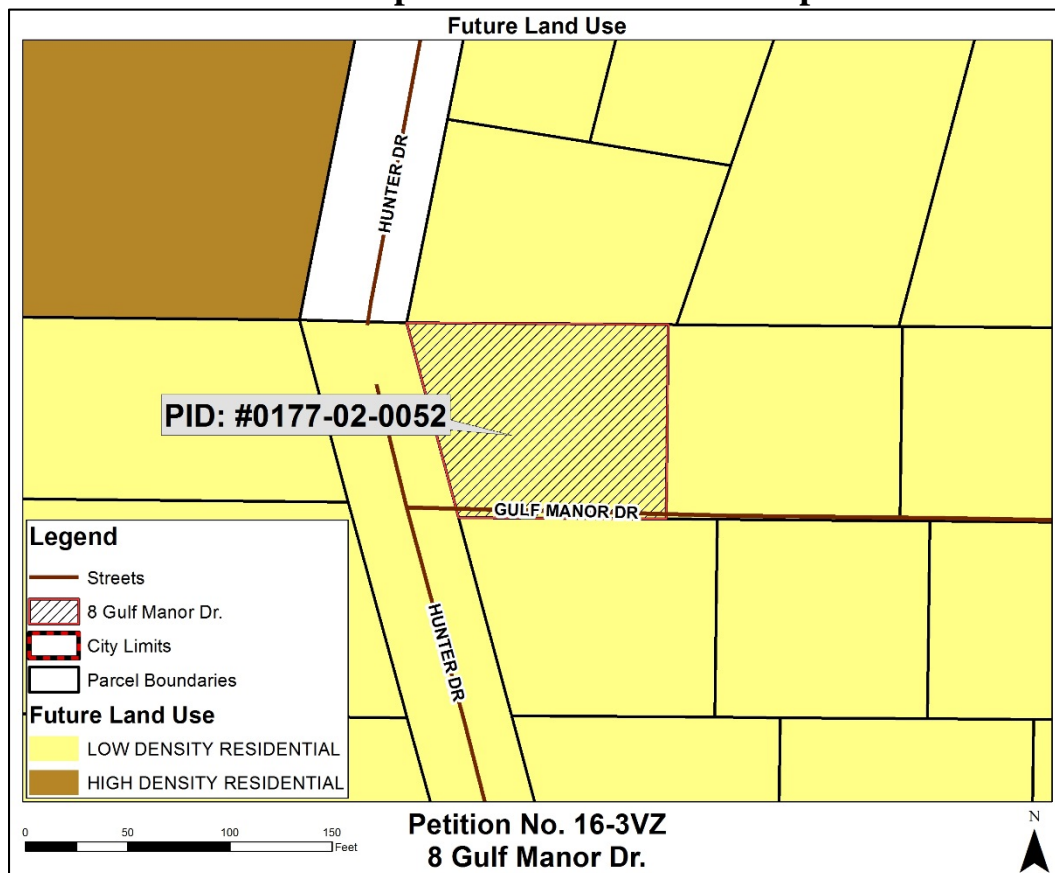 Future Land Use
HUNTER DR
PID: #0177-02-0052
GULF MANOR DR
HUNTER DR
Legend
Streets
8 Gulf Manor Dr.
City Limits
Parcel Boundaries
Future Land Use
LOW DENSITY RESIDENTIAL
HIGH DENSITY RESIDENTIAL
0 50 100 150
Feet
Petition No. 16-3VZ
8 Gulf Manor Dr.
N